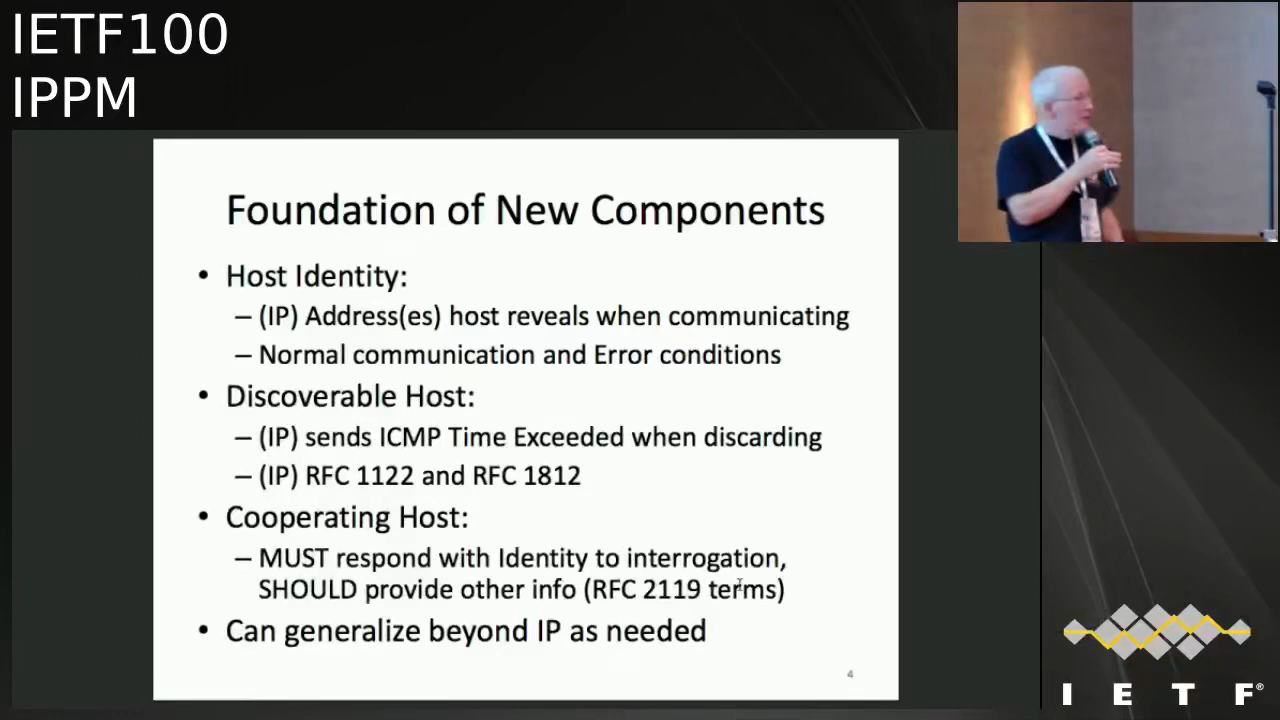 IETF100
IPPM
Foundation of New Components
• Host Identity:
– (IP) Address(es) host reveals when communicating
– Normal communication and Error conditions
• Discoverable Host:
– (IP) sends ICMP Time Exceeded when discarding
– (IP) RFC 1122 and RFC 1812
• Cooperating Host:
– MUST respond with Identity to interrogation,
SHOULD provide other info (RFC 2119 terms)
• Can generalize beyond IP as needed
4
I E T F®